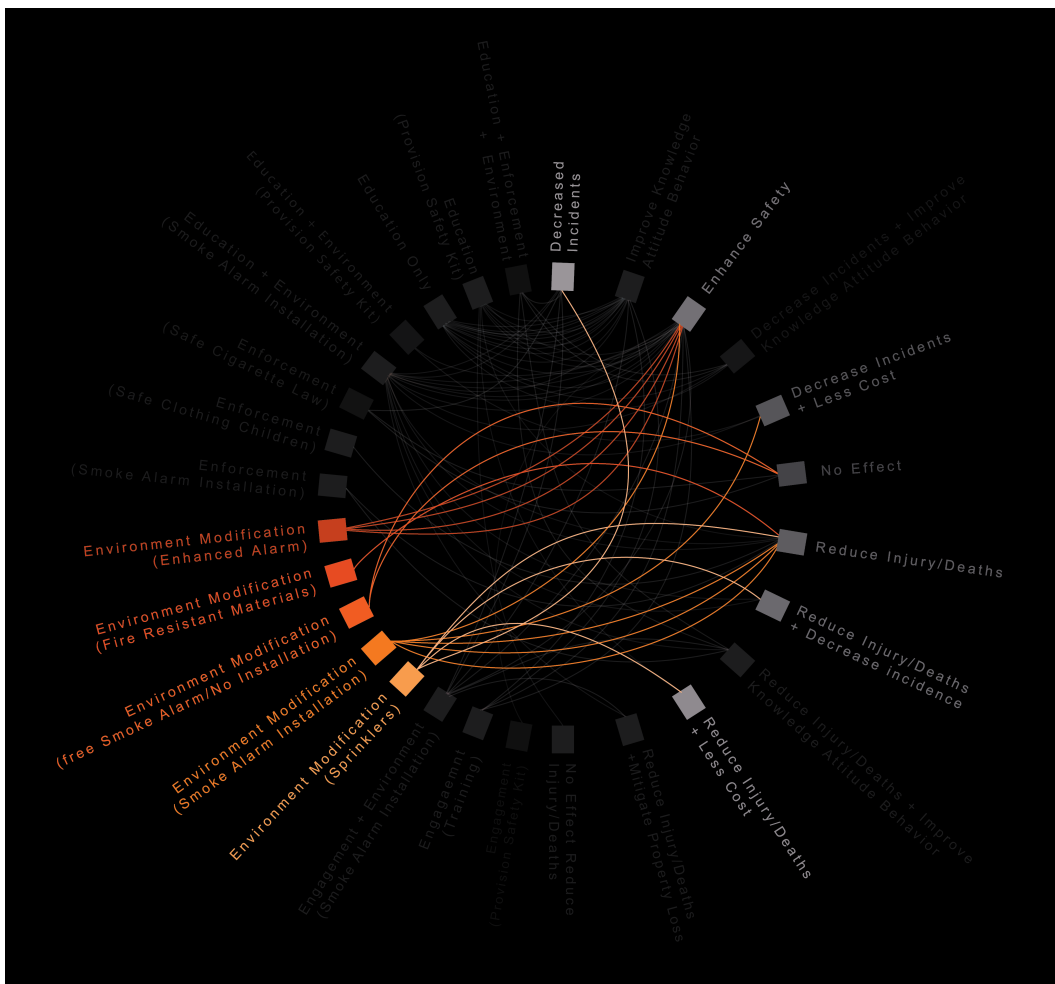 Decreased
Incidents
Improve Knowledge
Attitude Behavior
Enhance Safety
Decrease Incidents + Improve
Knowledge Attitude Behavior
Decrease Incidents
+ Less Cost
No Effect
Reduce Injury/Deaths
Reduce Injury/Deaths
+ Decrease Incidence
Reduce Injury/Deaths + Improve
Knowledge Attitude Behavior
Reduce Injury/Deaths
+ Less Cost
Reduce Injury/Deaths
+Mitigate Property Loss
No Effect Reduce
Injury/Deaths
Engagement
(Provision Safety Kit)
Engagaemnt
(Training)
Engagement + Environment
(Smoke Alarm Installation)
Environment Modification
(Sprinklers)
Environment Modification
(Smoke Alarm Installation)
Environment Modification
(free Smoke Alarm/No Installation)
Environment Modification
(Fire Resistant Materials)
Environment Modification
(Enhanced Alarm)
Enforcement
(Smoke Alarm Installation)
Enforcement
(Safe Clothing Children)
Enforcement
(Safe Cigarette Law)
Education + Environment
(Smoke Alarm Installation)
Education + Environment
(Provision Safety Kit)
Education Only
Education
(Provision Safety Kit)
Education + Enforcement
+ Environment